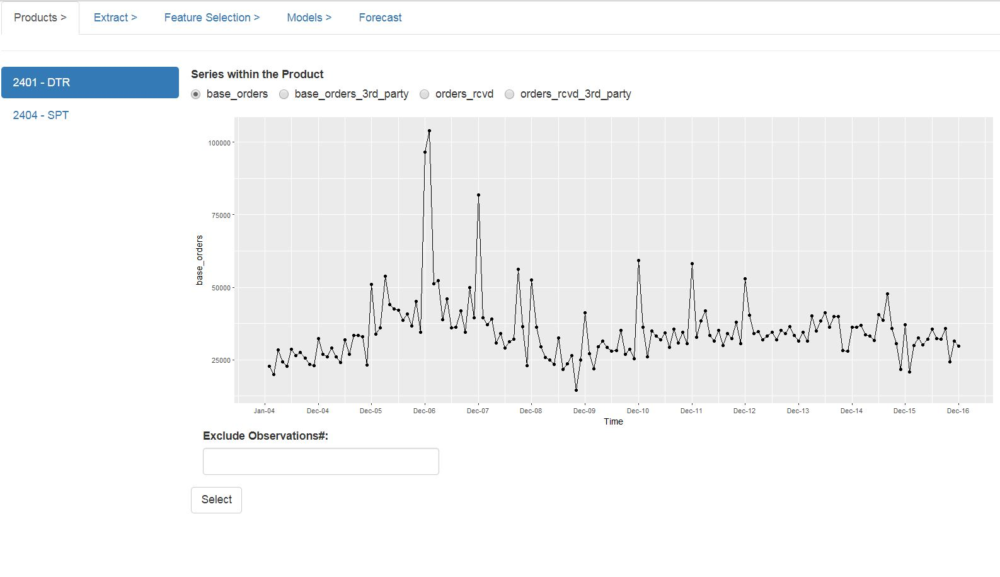 Products > Extract > Feature Selection > Models > Forecast
2401 - DTR
2404 - SPT
Series within the Product
base_orders base_orders_3rd_party orders_rcvd orders_rcvd_3rd_party
100000
75000
50000
25000
base_orders
Jan-04 Dec-04 Dec-05 Dec-06 Dec-07 Dec-08 Dec-09 Dec-10 Dec-11 Dec-12 Dec-13 Dec-14 Dec-15 Dec-16
Time
Exclude Observations#:
Select